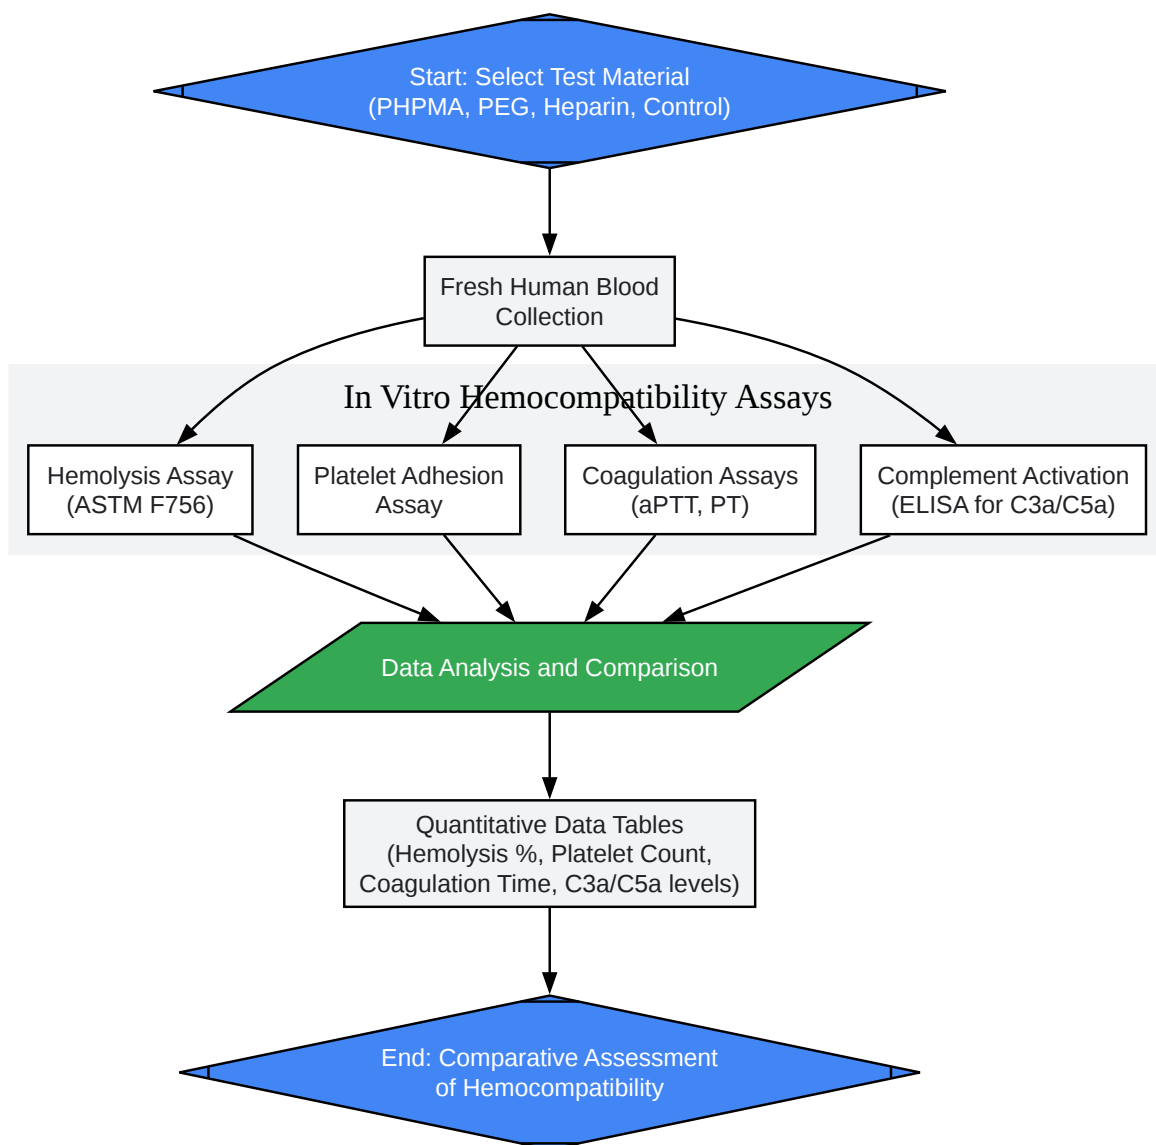 Start: Select Test Material
(PHPMA, PEG, Heparin, Control)
Fresh Human Blood
Collection
In Vitro Hemocompatibility Assays
Hemolysis Assay
(ASTM F756)
Platelet Adhesion
Assay
Coagulation Assays
(aPTT, PT)
Complement Activation
(ELISA for C3a/C5a)
Data Analysis and Comparison
Quantitative Data Tables
(Hemolysis %, Platelet Count,
Coagulation Time, C3a/C5a levels)
End: Comparative Assessment
of Hemocompatibility